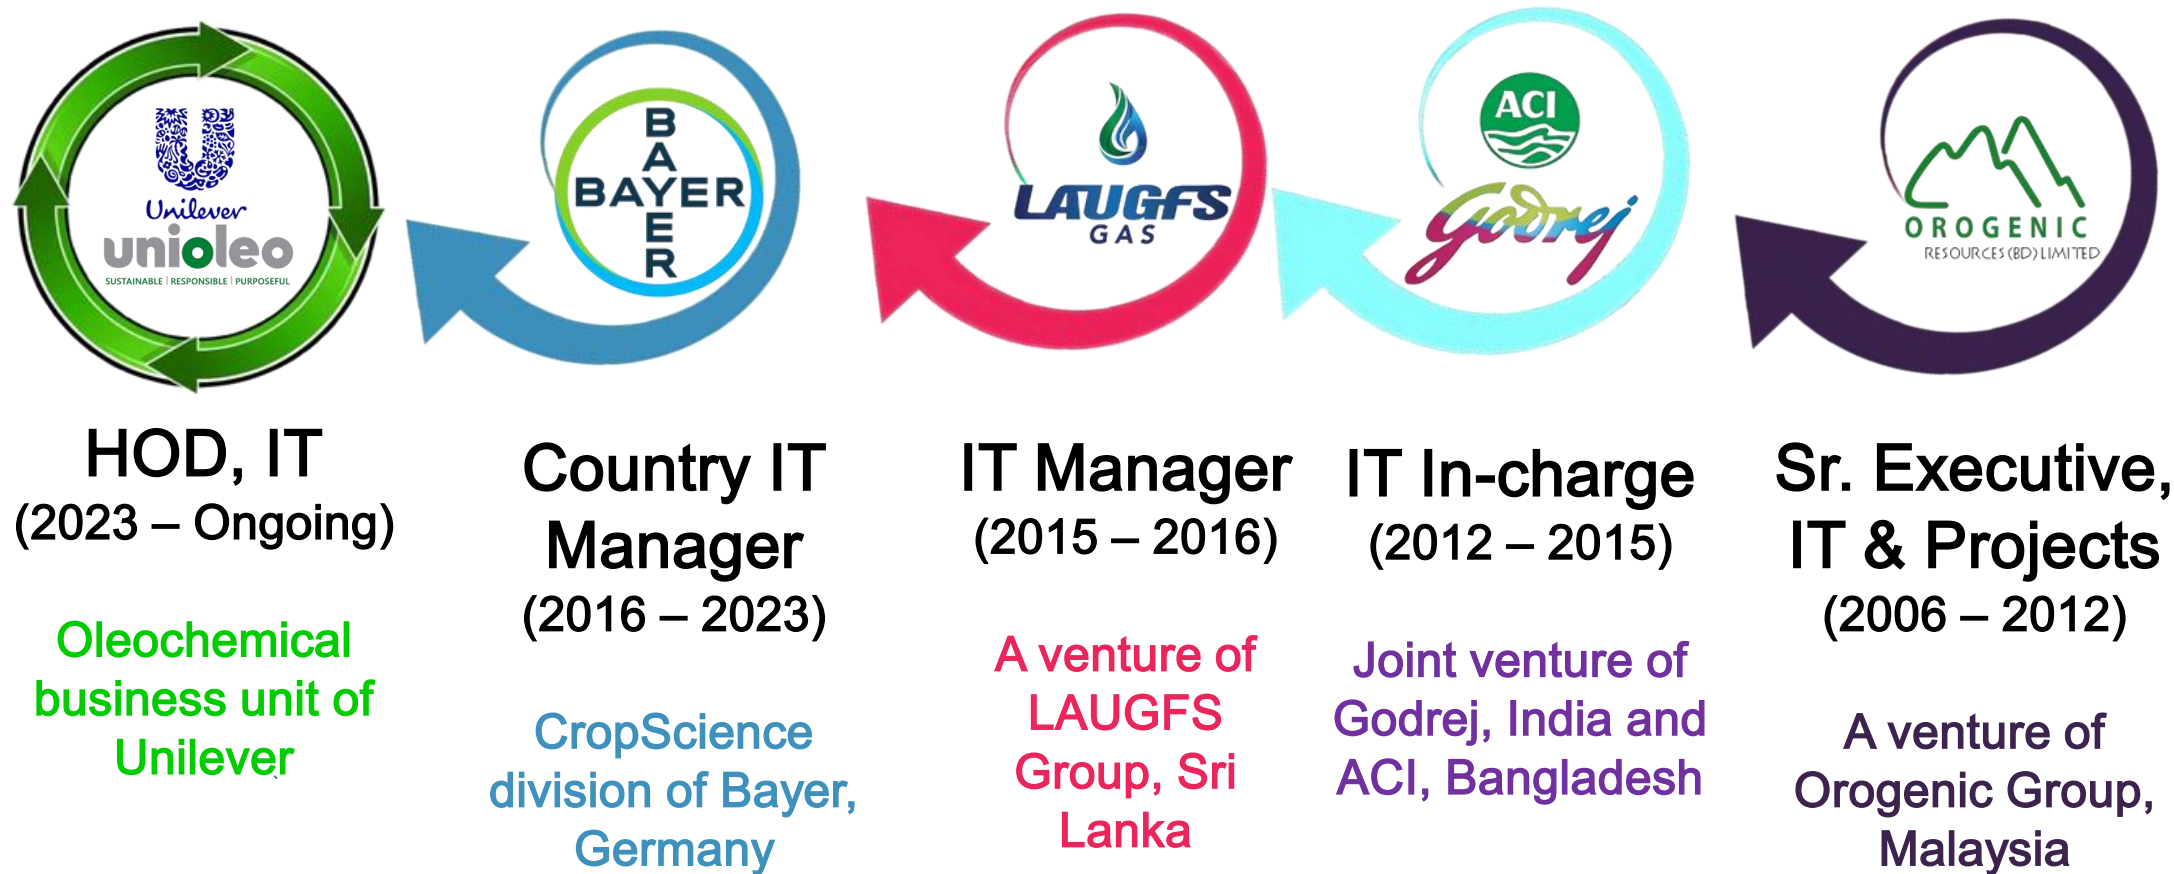 Unilever
unioleo
SUSTAINABLE | RESPONSIBLE | PURPOSEFUL
HOD, IT
(2023 – Ongoing)
Oleochemical
business unit of
Unilever
BAYER
BAYER
Country IT
Manager
(2016 – 2023)
CropScience
division of Bayer,
Germany
LAUGFS
GAS
IT Manager
(2015 – 2016)
A venture of
LAUGFS
Group, Sri
Lanka
ACI
Godrej
IT In-charge
(2012 – 2015)
Joint venture of
Godrej, India and
ACI, Bangladesh
OROGENIC
RESOURCES (BD) LIMITED
Sr. Executive,
IT & Projects
(2006 – 2012)
A venture of
Orogenic Group,
Malaysia